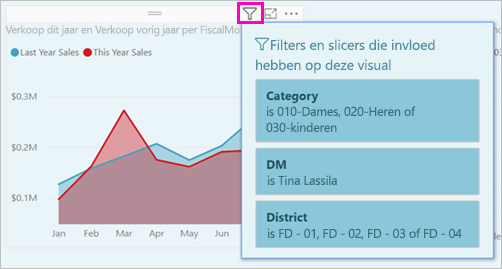 Verkoop dit jaar en Verkoop vorig jaar per FiscalMo
Last Year Sales This Year Sales
$0.3M
$0.2M
$0.1M
Jan Feb Mar Apr May Jun
Filters en slicers die invloed
hebben op deze visual
Category
is 010-Dames, 020-Heren of
030-kinderen
DM
is Tina Lassila
District
is FD - 01, FD - 02, FD - 03 of FD - 04